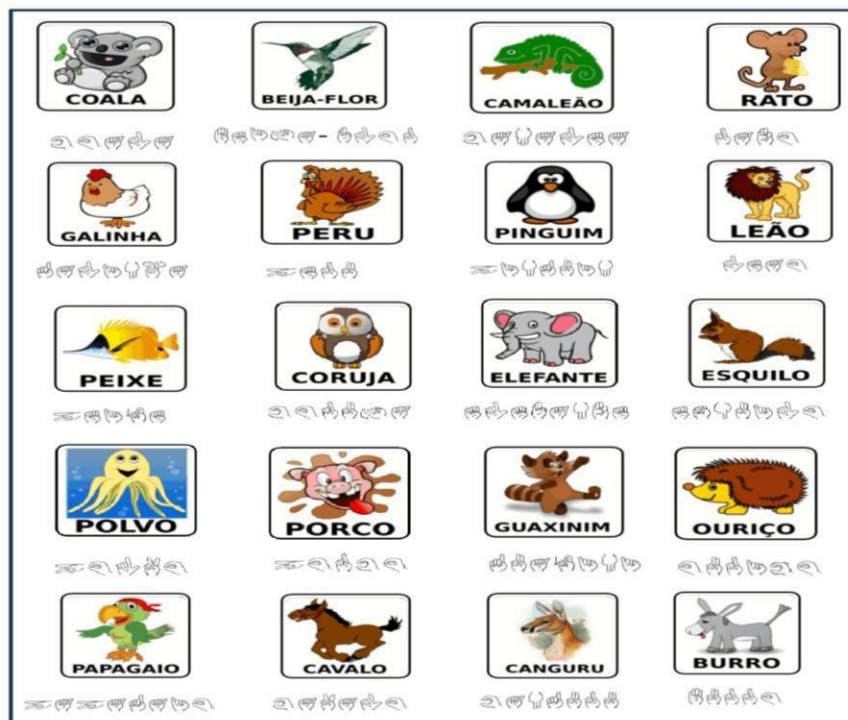 COALA
BEIJA-FLOR
CAMALEÃO
RATO
GALINHA
PERU
PINGUIM
LEÃO
PEIXE
CORUJA
ELEFANTE
ESQUILO
POLVO
PORCO
GUAXINIM
OURIÇO
PAPAGAIO
CAVALO
CANGURU
BURRO